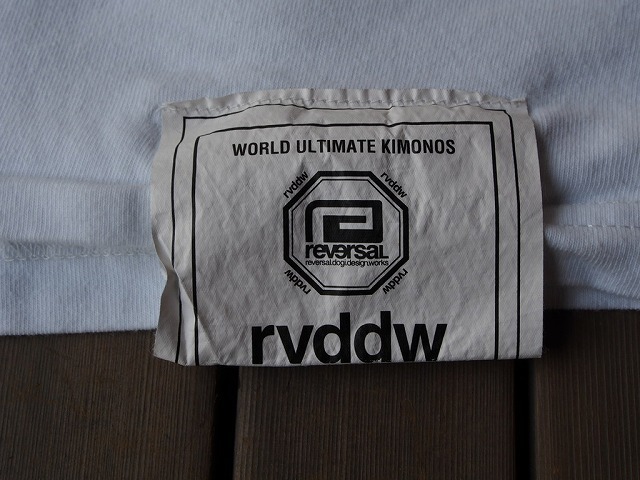 WORLD ULTIMATE KIMONOS
rvddw
rvddw
reversal
reversal.dogi.design.works
rvddw
rvddw
rvddw